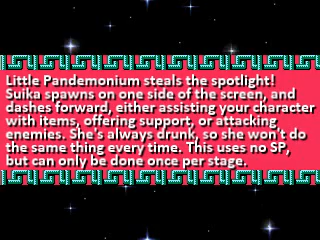 Little Pandemonium steals the spotlight!
Suika spawns on one side of the screen, and
dashes forward, either assisting your character
with items, offering support, or attacking
enemies. She's always drunk, so she won't do
the same thing every time. This uses no SP,
but can only be done once per stage.